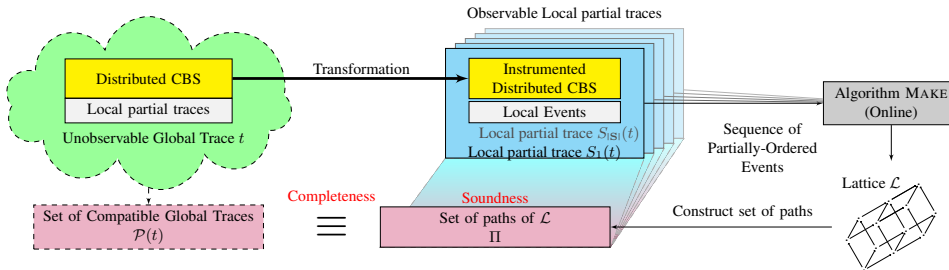 Observable Local partial traces
Distributed CBS
Local partial traces
Unobservable Global Trace t
Transformation
Instrumented
Distributed CBS
Local Events
Local partial trace S|S|(t)
Local partial trace S1(t)
Algorithm MAKE
(Online)
Sequence of
Partially-Ordered
Events
Lattice L
Completeness
Soundness
Set of Compatible Global Traces
P(t)
≡
Set of paths of L
Π
Construct set of paths